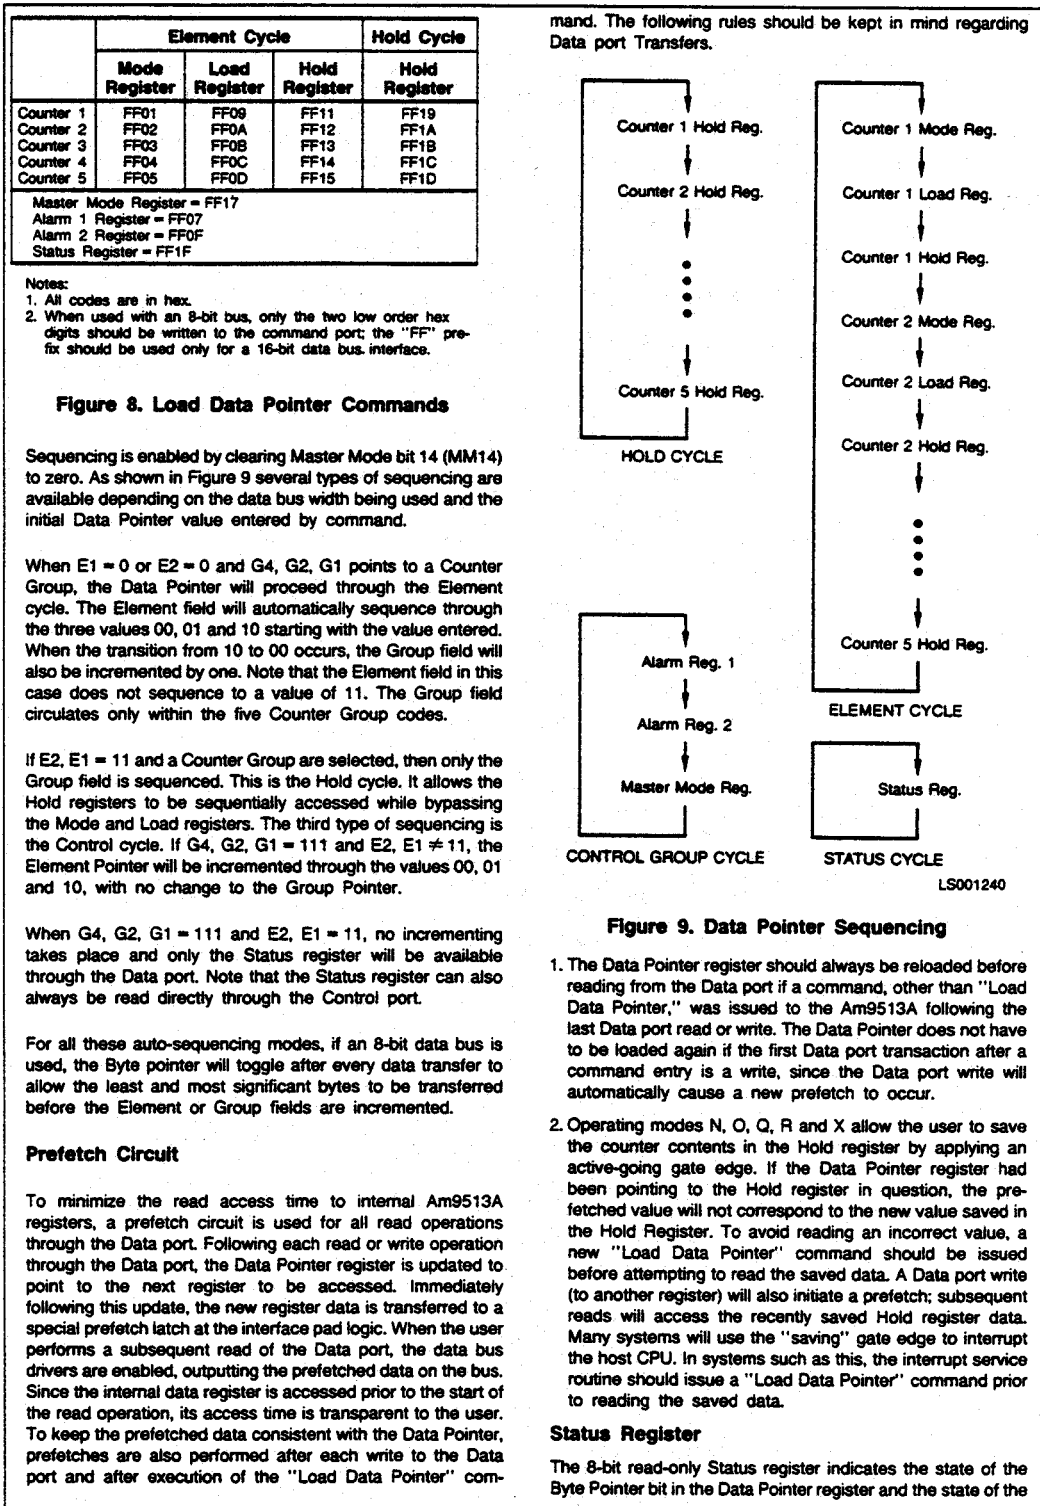 Element Cycle Hold Cycle
Mode Register Load Register Hold Register Hold Register
Counter 1 FF01 FF09 FF11 FF19
Counter 2 FF02 FF0A FF12 FF1A
Counter 3 FF03 FF0B FF13 FF1B
Counter 4 FF04 FF0C FF14 FF1C
Counter 5 FF05 FF0D FF15 FF1D
Master Mode Register = FF17
Alarm 1 Register = FF07
Alarm 2 Register = FF0F
Status Register = FF1F
Notes:
1. All codes are in hex.
2. When used with an 8-bit bus, only the two low order hex
digits should be written to the command port; the "FF" pre-
fix should be used only for a 16-bit data bus interface.
Figure 8. Load Data Pointer Commands
Sequencing is enabled by clearing Master Mode bit 14 (MM14)
to zero. As shown in Figure 9 several types of sequencing are
available depending on the data bus width being used and the
initial Data Pointer value entered by command.
When E1 = 0 or E2 = 0 and G4, G2, G1 points to a Counter
Group, the Data Pointer will proceed through the Element
cycle. The Element field will automatically sequence through
the three values 00, 01 and 10 starting with the value entered.
When the transition from 10 to 00 occurs, the Group field will
also be incremented by one. Note that the Element field in this
case does not sequence to a value of 11. The Group field
circulates only within the five Counter Group codes.
If E2, E1 = 11 and a Counter Group are selected, then only the
Group field is sequenced. This is the Hold cycle. It allows the
Hold registers to be sequentially accessed while bypassing
the Mode and Load registers. The third type of sequencing is
the Control cycle. If G4, G2, G1 = 111 and E2, E1 ≠ 11, the
Element Pointer will be incremented through the values 00, 01
and 10, with no change to the Group Pointer.
When G4, G2, G1 = 111 and E2, E1 = 11, no incrementing
takes place and only the Status register will be available
through the Data port. Note that the Status register can also
always be read directly through the Control port.
For all these auto-sequencing modes, if an 8-bit data bus is
used, the Byte pointer will toggle after every data transfer to
allow the least and most significant bytes to be transferred
before the Element or Group fields are incremented.
Prefetch Circuit
To minimize the read access time to internal Am9513A
registers, a prefetch circuit is used for all read operations
through the Data port. Following each read or write operation
through the Data port, the Data Pointer register is updated to
point to the next register to be accessed. Immediately
following this update, the new register data is transferred to a
special prefetch latch at the interface pad logic. When the user
performs a subsequent read of the Data port, the data bus
drivers are enabled, outputting the prefetched data on the bus.
Since the internal data register is accessed prior to the start of
the read operation, its access time is transparent to the user.
To keep the prefetched data consistent with the Data Pointer,
prefetches are also performed after each write to the Data
port and after execution of the "Load Data Pointer" com-
mand. The following rules should be kept in mind regarding
Data port Transfers.
Counter 1 Hold Reg.
Counter 2 Hold Reg.
Counter 5 Hold Reg.
HOLD CYCLE
Counter 1 Mode Reg.
Counter 1 Load Reg.
Counter 1 Hold Reg.
Counter 2 Mode Reg.
Counter 2 Load Reg.
Counter 2 Hold Reg.
Counter 5 Hold Reg.
ELEMENT CYCLE
Alarm Reg. 1
Alarm Reg. 2
Master Mode Reg.
CONTROL GROUP CYCLE
Status Reg.
STATUS CYCLE
LS001240
Figure 9. Data Pointer Sequencing
1. The Data Pointer register should always be reloaded before
reading from the Data port if a command, other than "Load
Data Pointer," was issued to the Am9513A following the
last Data port read or write. The Data Pointer does not have
to be loaded again if the first Data port transaction after a
command entry is a write, since the Data port write will
automatically cause a new prefetch to occur.
2. Operating modes N, O, Q, R and X allow the user to save
the counter contents in the Hold register by applying an
active-going gate edge. If the Data Pointer register had
been pointing to the Hold register in question, the pre-
fetched value will not correspond to the new value saved in
the Hold Register. To avoid reading an incorrect value, a
new "Load Data Pointer" command should be issued
before attempting to read the saved data. A Data port write
(to another register) will also initiate a prefetch; subsequent
reads will access the recently saved Hold register data.
Many systems will use the "saving" gate edge to interrupt
the host CPU. In systems such as this, the interrupt service
routine should issue a "Load Data Pointer" command prior
to reading the saved data.
Status Register
The 8-bit read-only Status register indicates the state of the
Byte Pointer bit in the Data Pointer register and the state of the